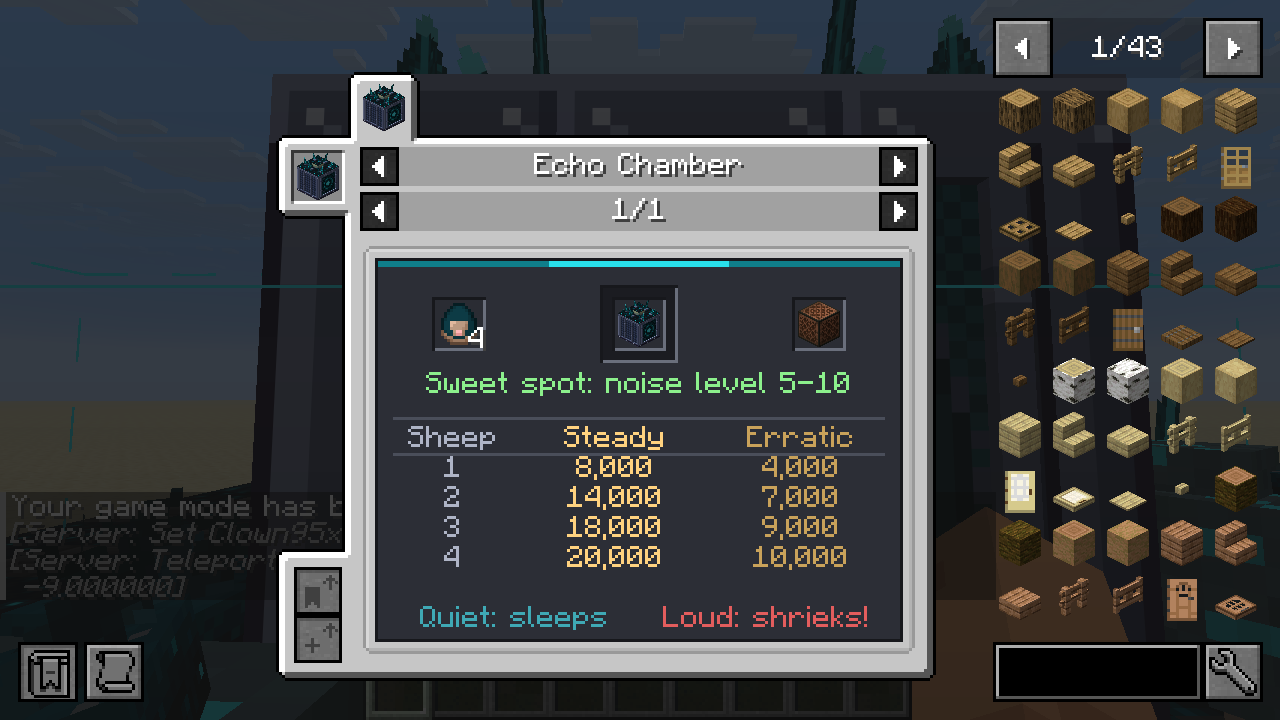 1/43
Echo Chamber
1/1
4
Sweet spot: noise level 5-10
Sheep Steady Erratic
1 8,000 4,000
2 14,000 7,000
3 18,000 9,000
4 20,000 10,000
Quiet: sleeps Loud: shrieks!
Your game mode has b
[Server: Set Clown95x
[Server: Teleport
-9.0000000]